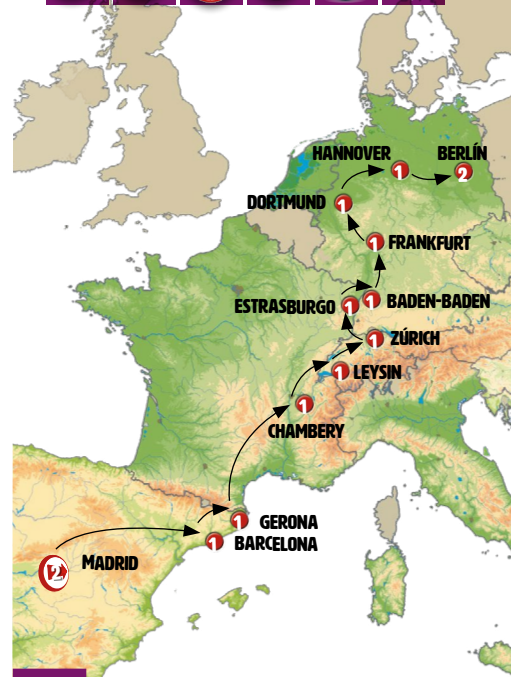 HANNOVER
1
BERLÍN
2
DORTMUND
1
1
FRANKFURT
ESTRASBURGO
1
1
BADEN-BADEN
1
ZÚRICH
1
LEYSIN
1
CHAMBERY
1
GERONA
1
BARCELONA
12
MADRID